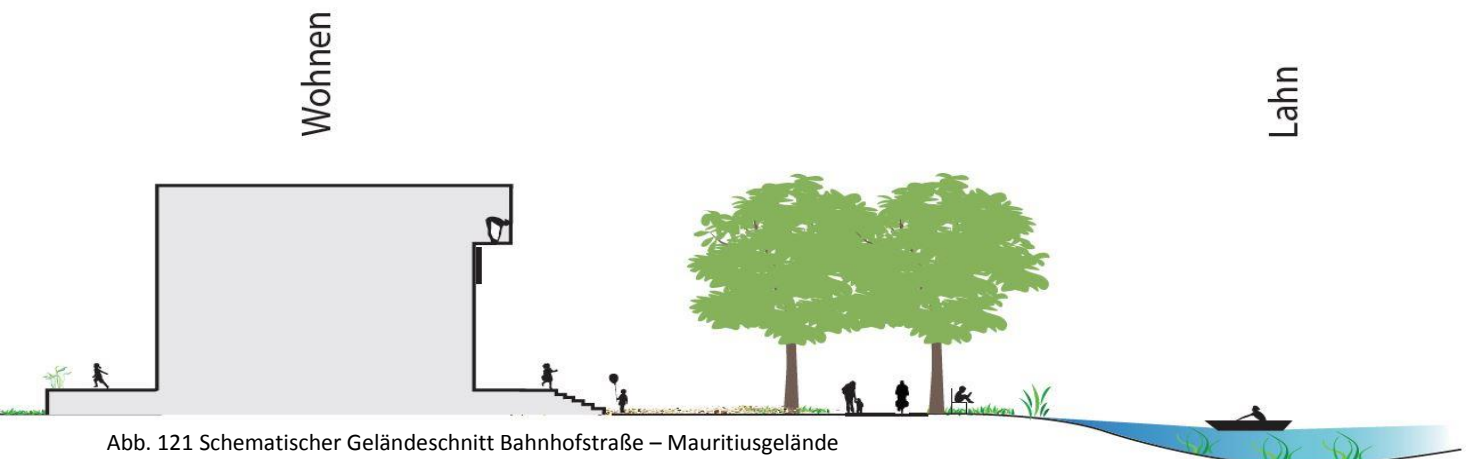 Wohnen
Lahn
Abb. 121 Schematischer Geländeschnitt Bahnhofstraße – Mauritiusgelände